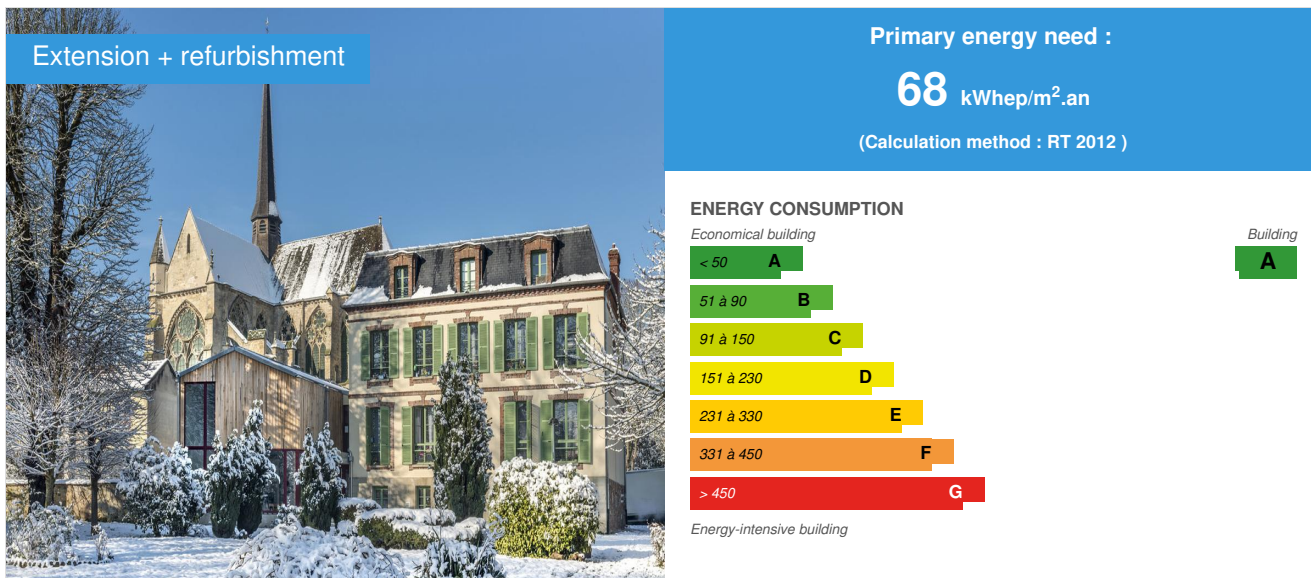 Extension + refurbishment
Primary energy need :
68 kWhep/m².an
(Calculation method : RT 2012 )
ENERGY CONSUMPTION
Economical building
Building
< 50 A
A
51 à 90 B
91 à 150 C
151 à 230 D
231 à 330 E
331 à 450 F
> 450 G
Energy-intensive building